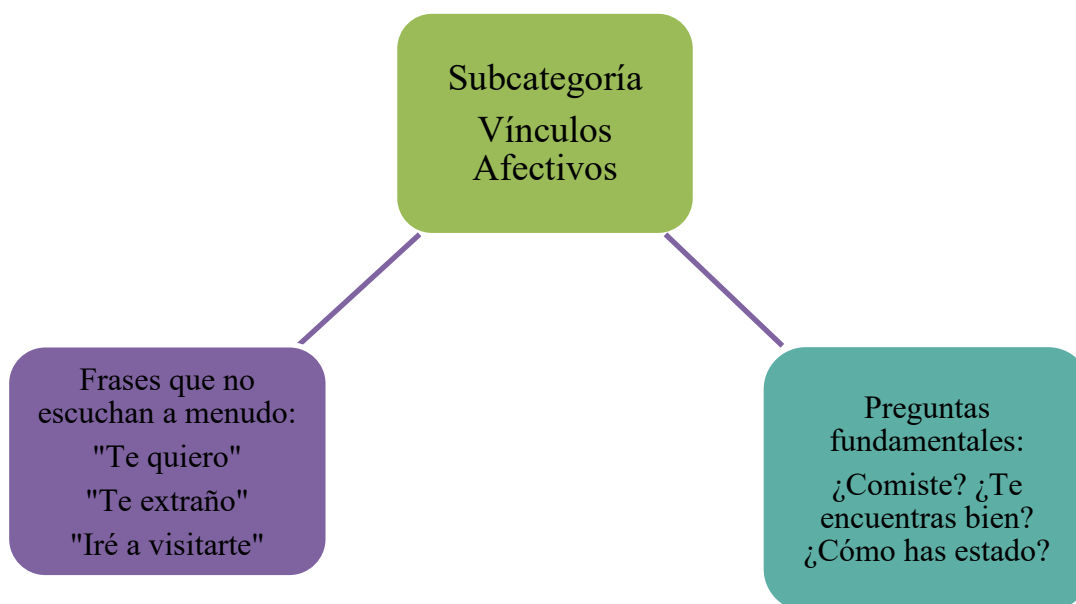 Subcategoría
Vínculos
Afectivos
Frases que no
escuchan a menudo:
"Te quiero"
"Te extraño"
"Iré a visitarte"
Preguntas
fundamentales:
¿Comiste? ¿Te
encuentras bien?
¿Cómo has estado?